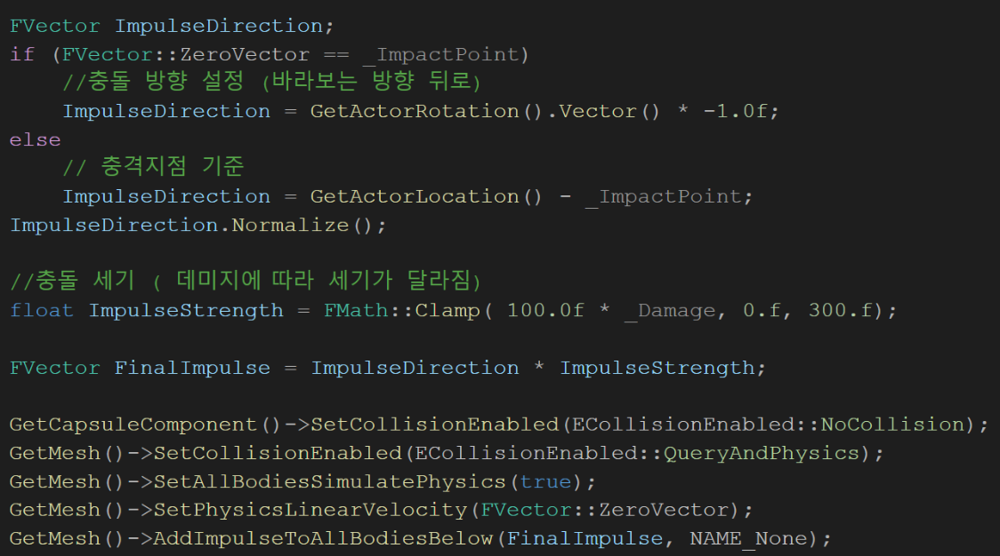 FVector ImpulseDirection;
if (FVector::ZeroVector == _ImpactPoint)
    //충돌 방향 설정 (바라보는 방향 뒤로)
    ImpulseDirection = GetActorRotation().Vector() * -1.0f;
else
    // 충격지점 기준
    ImpulseDirection = GetActorLocation() - _ImpactPoint;
ImpulseDirection.Normalize();

//충돌 세기 ( 데미지에 따라 세기가 달라짐)
float ImpulseStrength = FMath::Clamp( 100.0f * _Damage, 0.f, 300.f);

FVector FinalImpulse = ImpulseDirection * ImpulseStrength;

GetCapsuleComponent()->SetCollisionEnabled(ECollisionEnabled::NoCollision);
GetMesh()->SetCollisionEnabled(ECollisionEnabled::QueryAndPhysics);
GetMesh()->SetAllBodiesSimulatePhysics(true);
GetMesh()->SetPhysicsLinearVelocity(FVector::ZeroVector);
GetMesh()->AddImpulseToAllBodiesBelow(FinalImpulse, NAME_None);